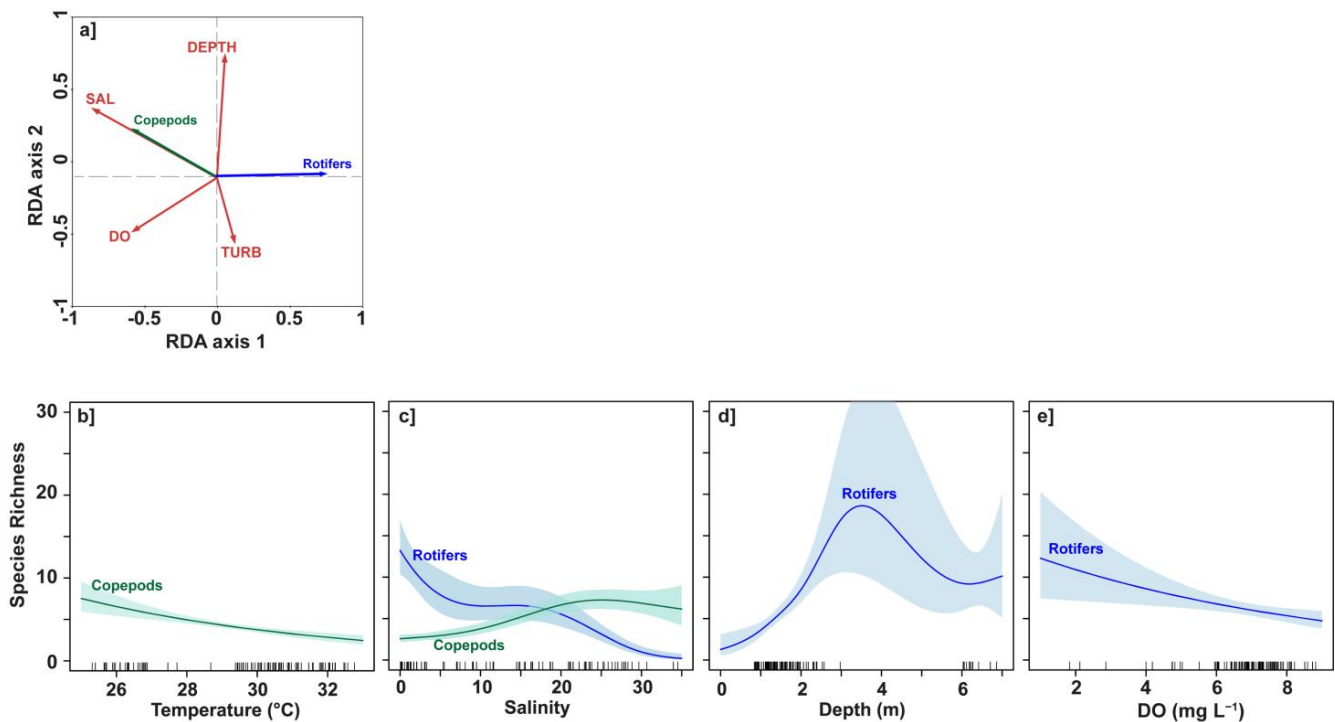 a]
1
0.5
0
-0.5
-1
RDA axis 2
DEPTH
SAL
Copepods
Rotifers
DO
TURB
-1 -0.5 0 0.5 1
RDA axis 1
Species Richness
30
20
10
0
b]
Copepods
26 28 30 32
Temperature (°C)
c]
Rotifers
Copepods
0 10 20 30
Salinity
d]
Rotifers
0 2 4 6
Depth (m)
e]
Rotifers
2 4 6 8
DO (mg L⁻¹)